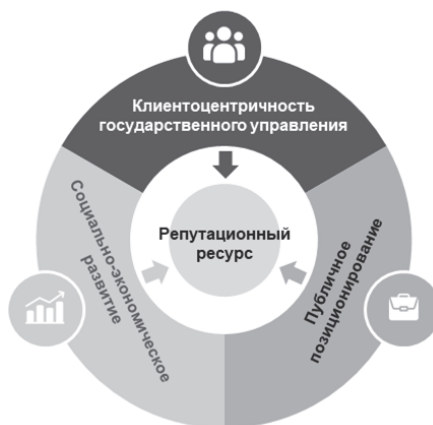 Клиентоцентричность
государственного управления
Социально-экономическое
развитие
Репутационный
ресурс
Публичное
позиционирование